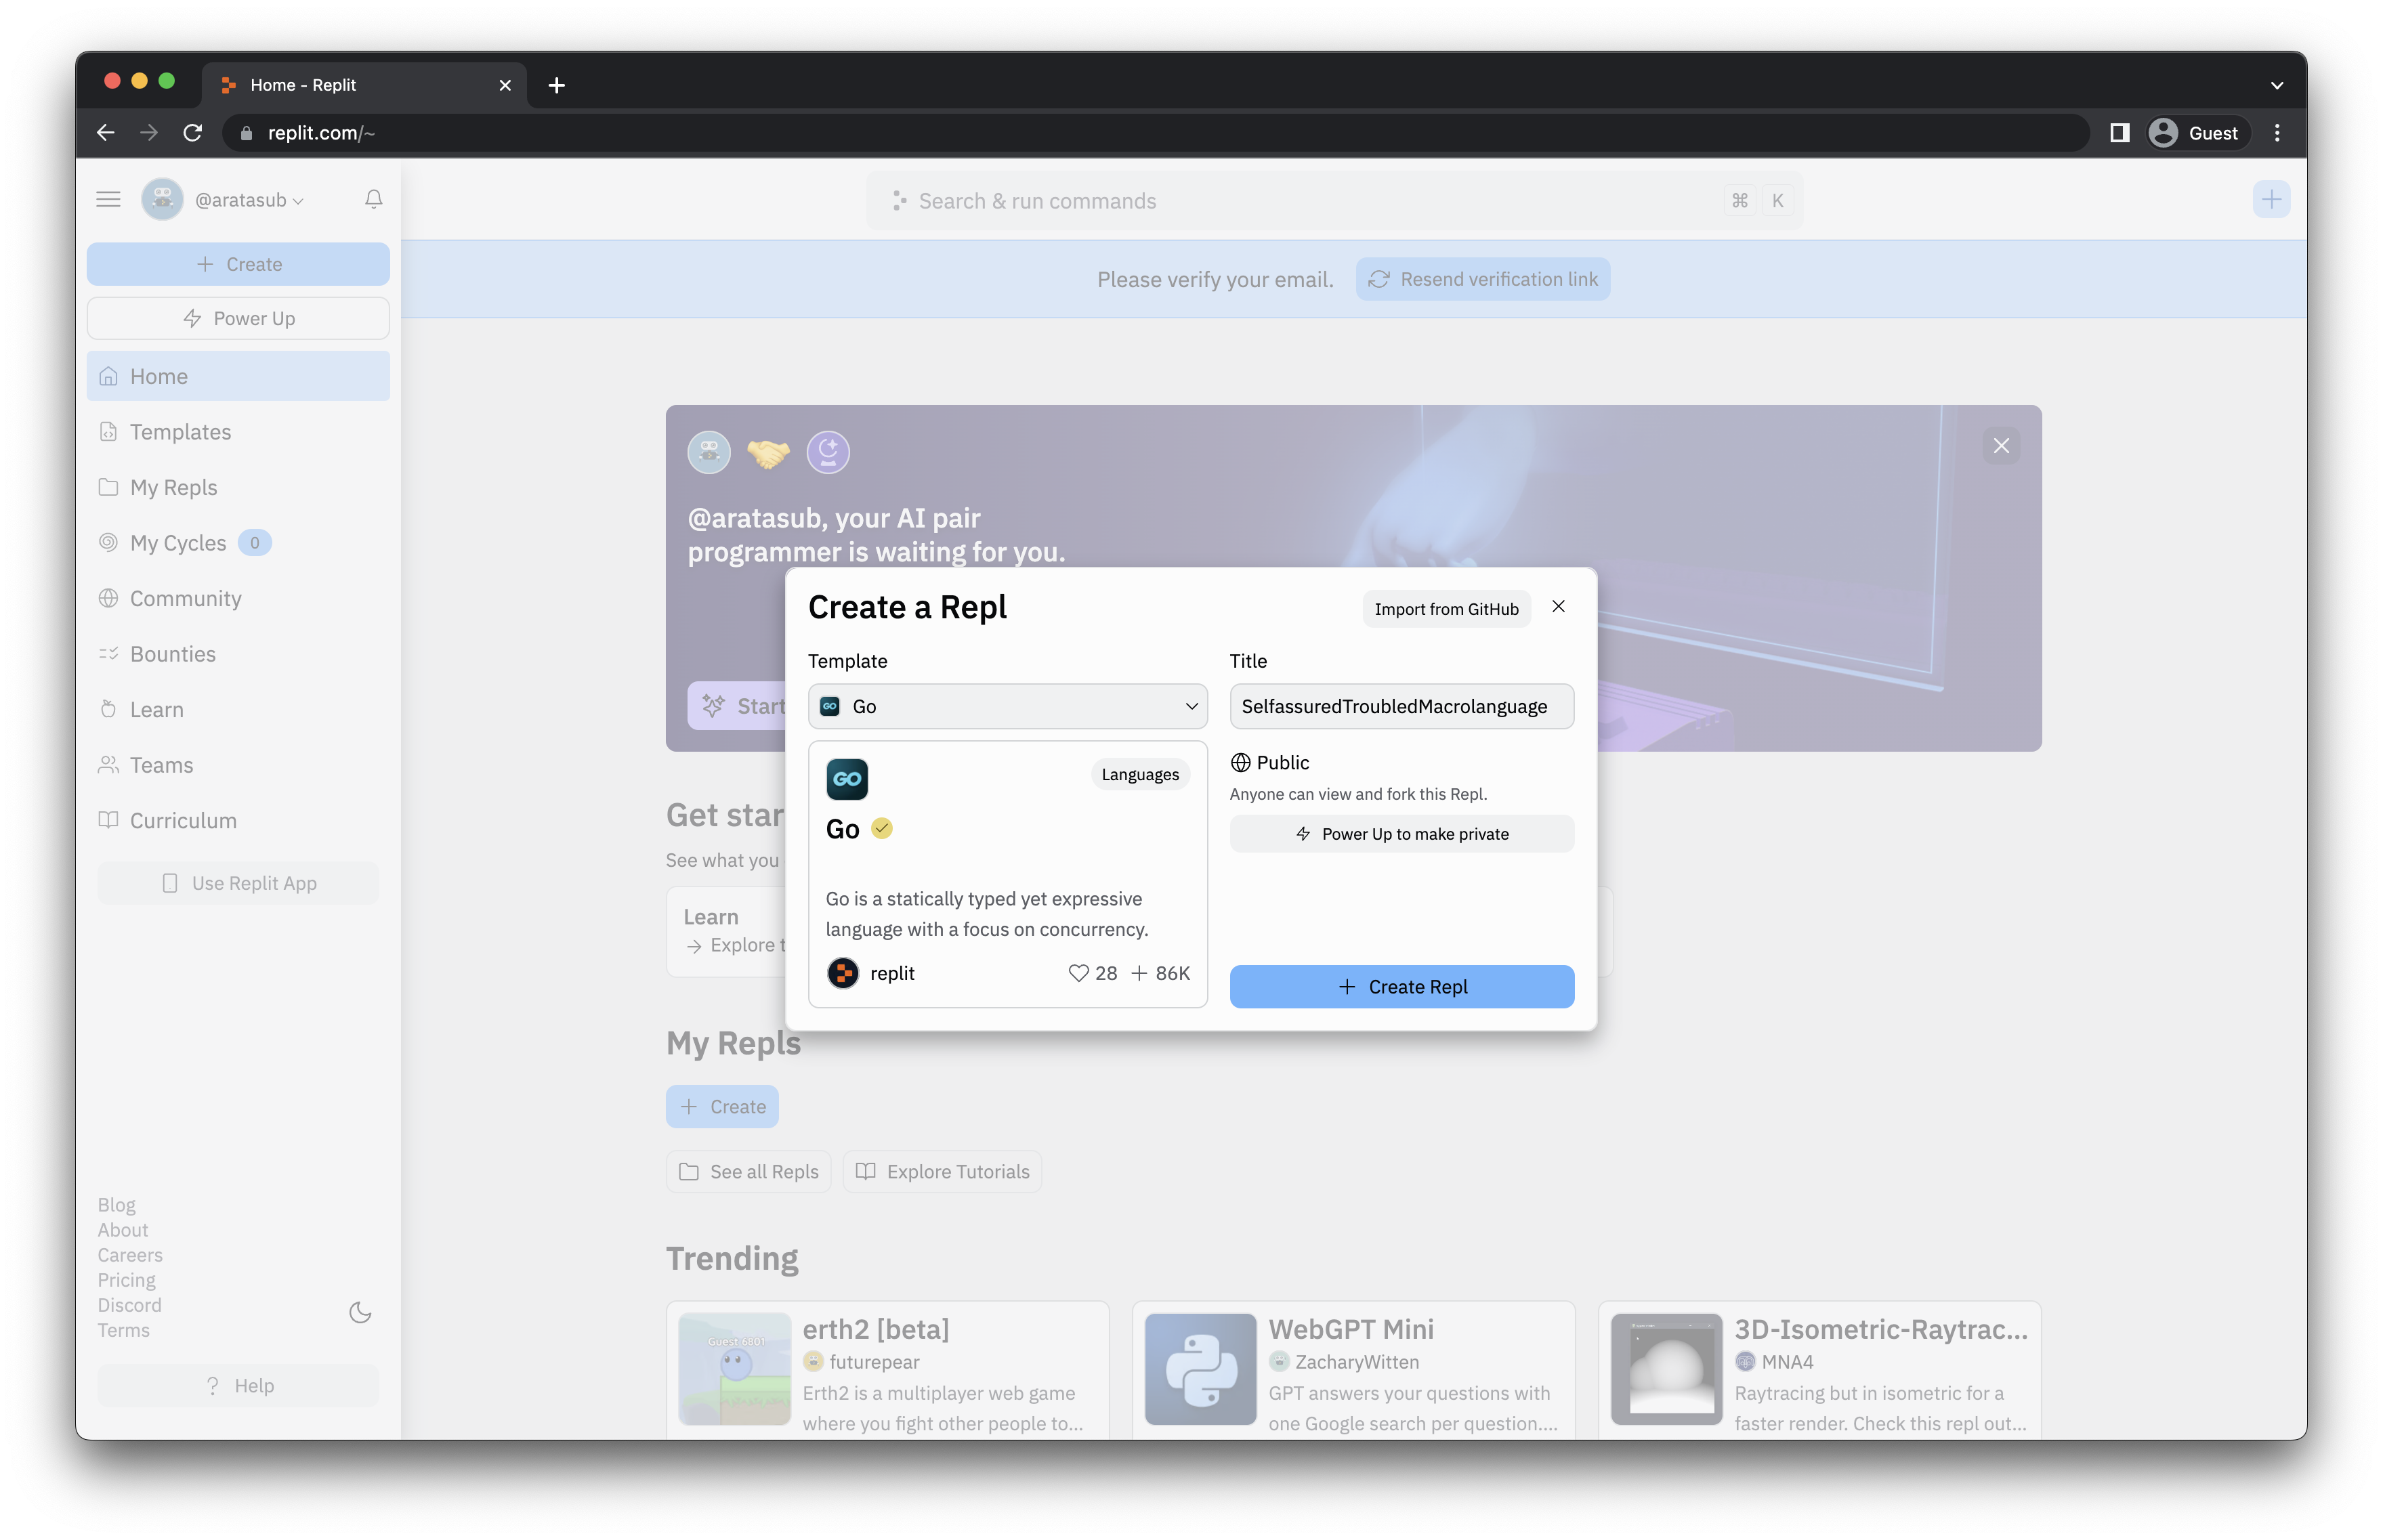 Home - Replit
replit.com/~
Guest
@aratasub
Search & run commands
⌘ K
Create
Please verify your email.
Resend verification link
Power Up
Home
Templates
My Repls
My Cycles 0
Community
Bounties
Learn
Teams
Curriculum
Use Replit App
Blog
About
Careers
Pricing
Discord
Terms
Help
@aratasub, your AI pair
programmer is waiting for you.
Start
Create a Repl
Import from GitHub
Template
Title
GO Go
SelfassuredTroubledMacrolanguage
GO
Languages
Go
Go is a statically typed yet expressive
language with a focus on concurrency.
replit
28
86K
Public
Anyone can view and fork this Repl.
Power Up to make private
Create Repl
Get star
See what you
Learn
Explore t
My Repls
Create
See all Repls
Explore Tutorials
Trending
Guest 6801
erth2 [beta]
futurepear
Erth2 is a multiplayer web game
where you fight other people to...
WebGPT Mini
ZacharyWitten
GPT answers your questions with
one Google search per question....
3D-Isometric-Raytrac...
MNA4
Raytracing but in isometric for a
faster render. Check this repl out...